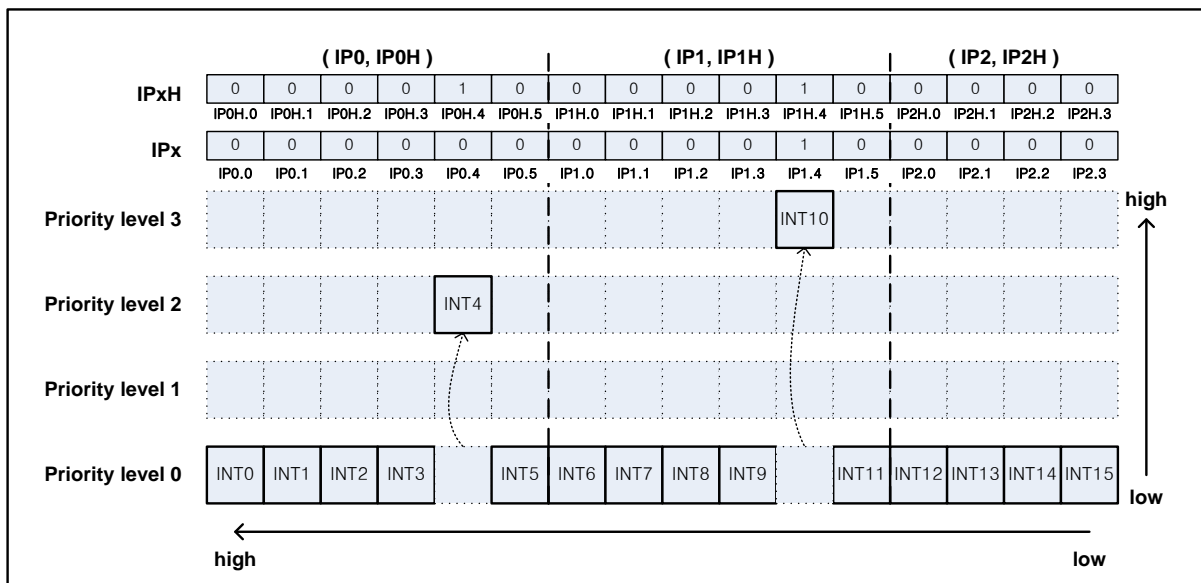 ( IP0, IP0H ) ( IP1, IP1H ) ( IP2, IP2H )
IPxH 0 0 0 0 1 0 0 0 0 0 1 0 0 0 0 0
IP0H.0 IP0H.1 IP0H.2 IP0H.3 IP0H.4 IP0H.5 IP1H.0 IP1H.1 IP1H.2 IP1H.3 IP1H.4 IP1H.5 IP2H.0 IP2H.1 IP2H.2 IP2H.3
IPx 0 0 0 0 0 0 0 0 0 0 1 0 0 0 0 0
IP0.0 IP0.1 IP0.2 IP0.3 IP0.4 IP0.5 IP1.0 IP1.1 IP1.2 IP1.3 IP1.4 IP1.5 IP2.0 IP2.1 IP2.2 IP2.3
high
Priority level 3 INT10
Priority level 2 INT4
Priority level 1
Priority level 0 INT0 INT1 INT2 INT3 INT5 INT6 INT7 INT8 INT9 INT11 INT12 INT13 INT14 INT15
low
high low